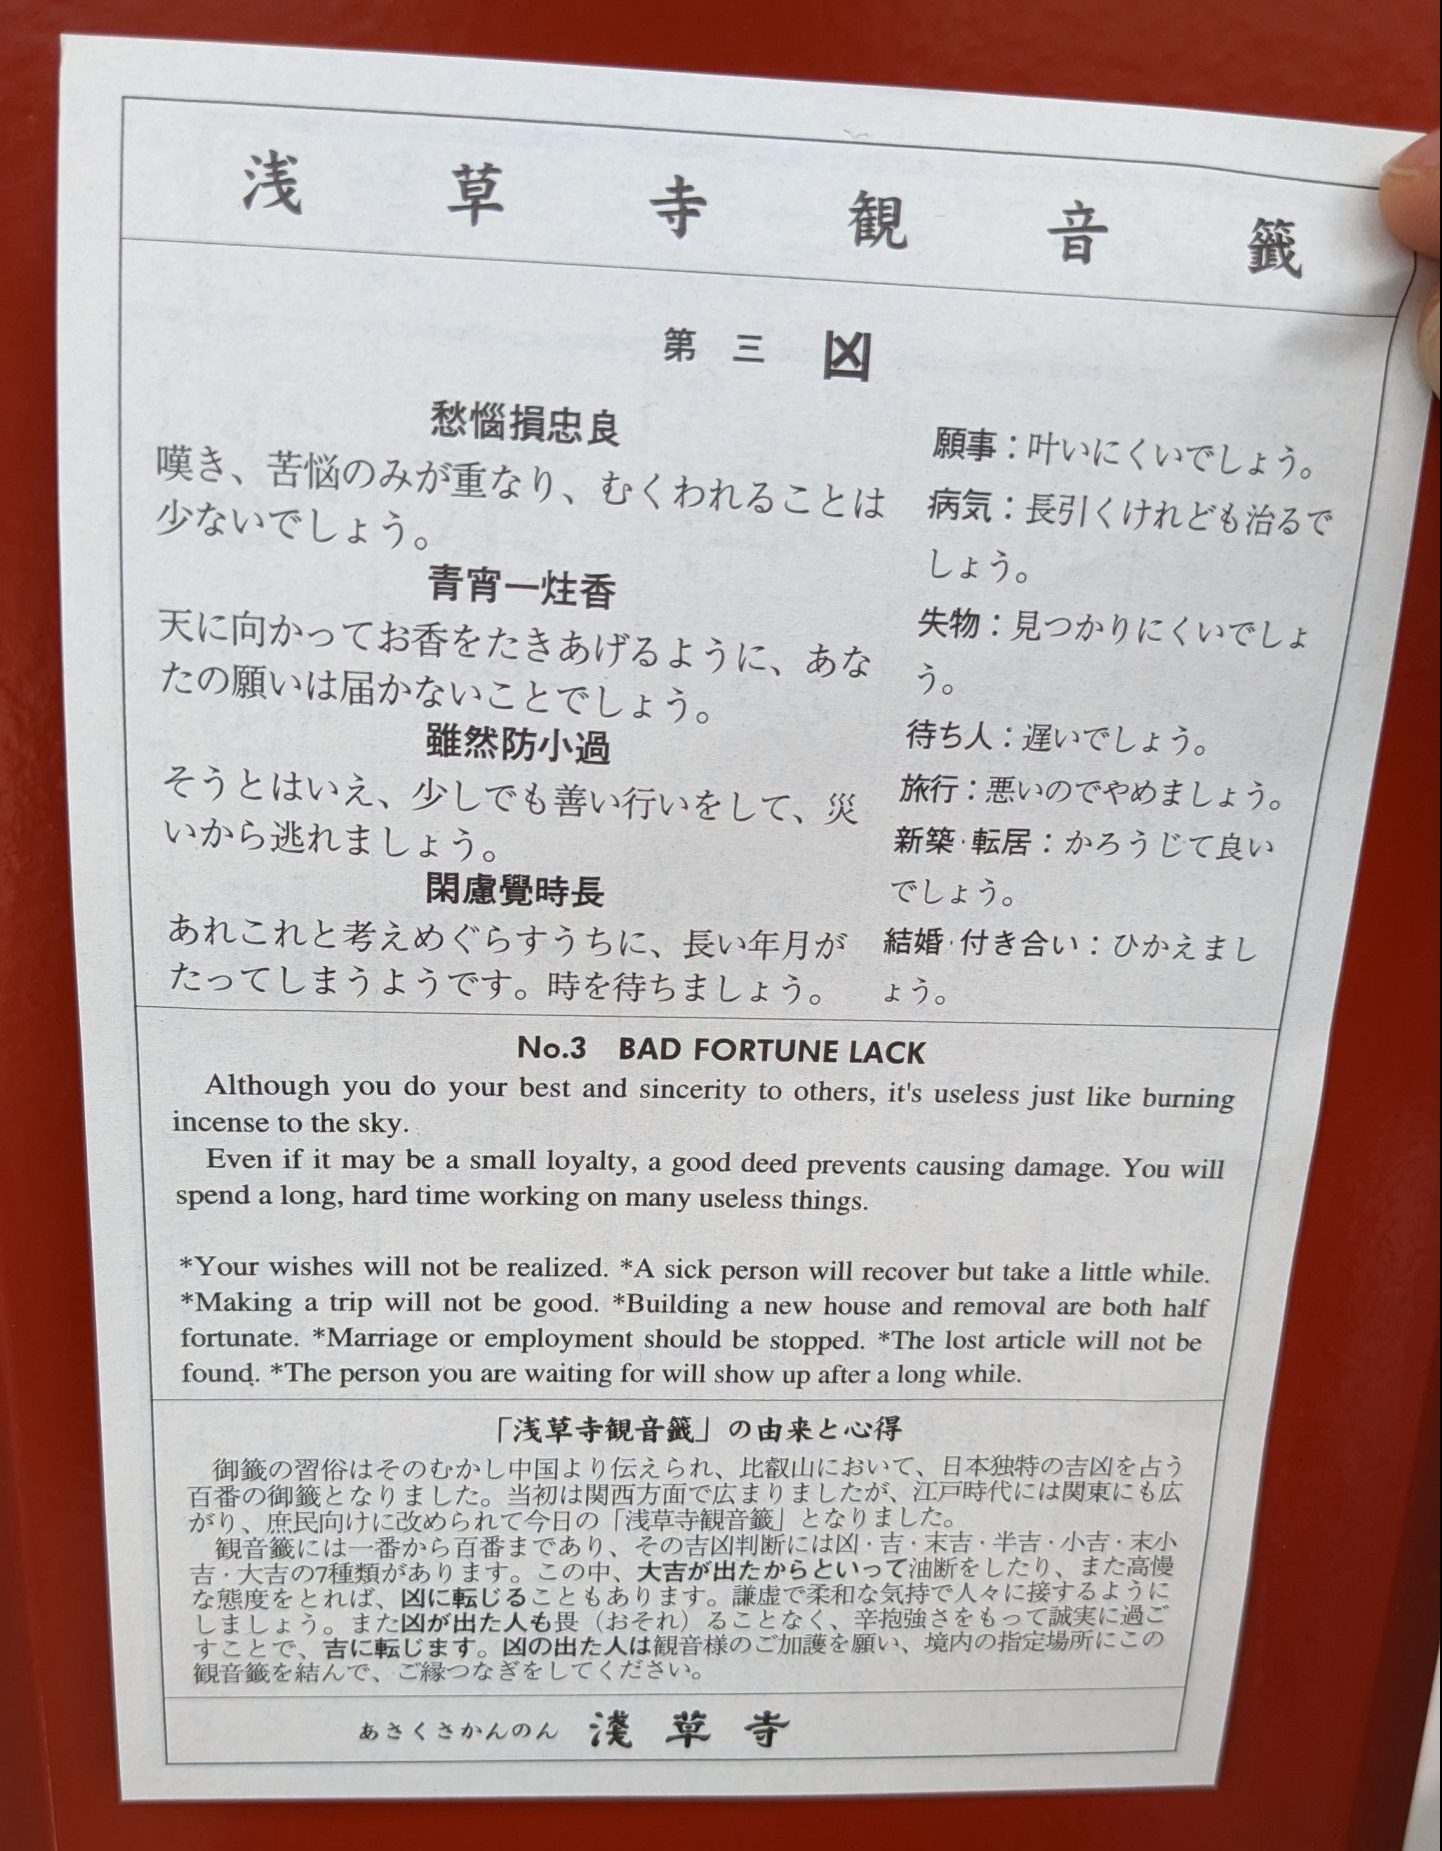 浅草寺観音籤
第三 凶
愁惱損忠良
嘆き、苦悩のみが重なり、むくわれることは
少ないでしょう。
青宵一炷香
天に向かってお香をたきあげるように、あな
たの願いは届かないことでしょう。
雖然防小過
そうとはいえ、少しでも善い行いをして、災
いから逃れましょう。
閑慮覺時長
あれこれと考えめぐらすうちに、長い年月が
たってしまうようです。時を待ちましょう。
願事：叶いにくいでしょう。
病気：長引くけれども治るで
しょう。
失物：見つかりにくいでしょ
う。
待ち人：遅いでしょう。
旅行：悪いのでやめましょう。
新築·転居：かろうじて良い
でしょう。
結婚·付き合い：ひかえまし
ょう。
No.3 BAD FORTUNE LACK
Although you do your best and sincerity to others, it's useless just like burning
incense to the sky.
Even if it may be a small loyalty, a good deed prevents causing damage. You will
spend a long, hard time working on many useless things.
*Your wishes will not be realized. *A sick person will recover but take a little while.
*Making a trip will not be good. *Building a new house and removal are both half
fortunate. *Marriage or employment should be stopped. *The lost article will not be
found. *The person you are waiting for will show up after a long while.
「浅草寺観音籤」の由来と心得
御籤の習俗はそのむかし中国より伝えられ、比叡山において、日本独特の吉凶を占う
百番の御籤となりました。当初は関西方面で広まりましたが、江戸時代には関東にも広
がり、庶民向けに改められて今日の「浅草寺観音籤」となりました。
観音籤には一番から百番まであり、その吉凶判断には凶・吉・末吉・半吉・小吉・末小
吉・大吉の7種類があります。この中、大吉が出たからといって油断をしたり、また高慢
な態度をとれば、凶に転じることもあります。謙虚で柔和な気持で人々に接するように
しましょう。また凶が出た人も畏（おそれ）ることなく、辛抱強さをもって誠実に過ご
すことで、吉に転じます。凶の出た人は観音様のご加護を願い、境内の指定場所にこの
観音籤を結んで、ご縁つなぎをしてください。
あさくさかんのん 淺草寺